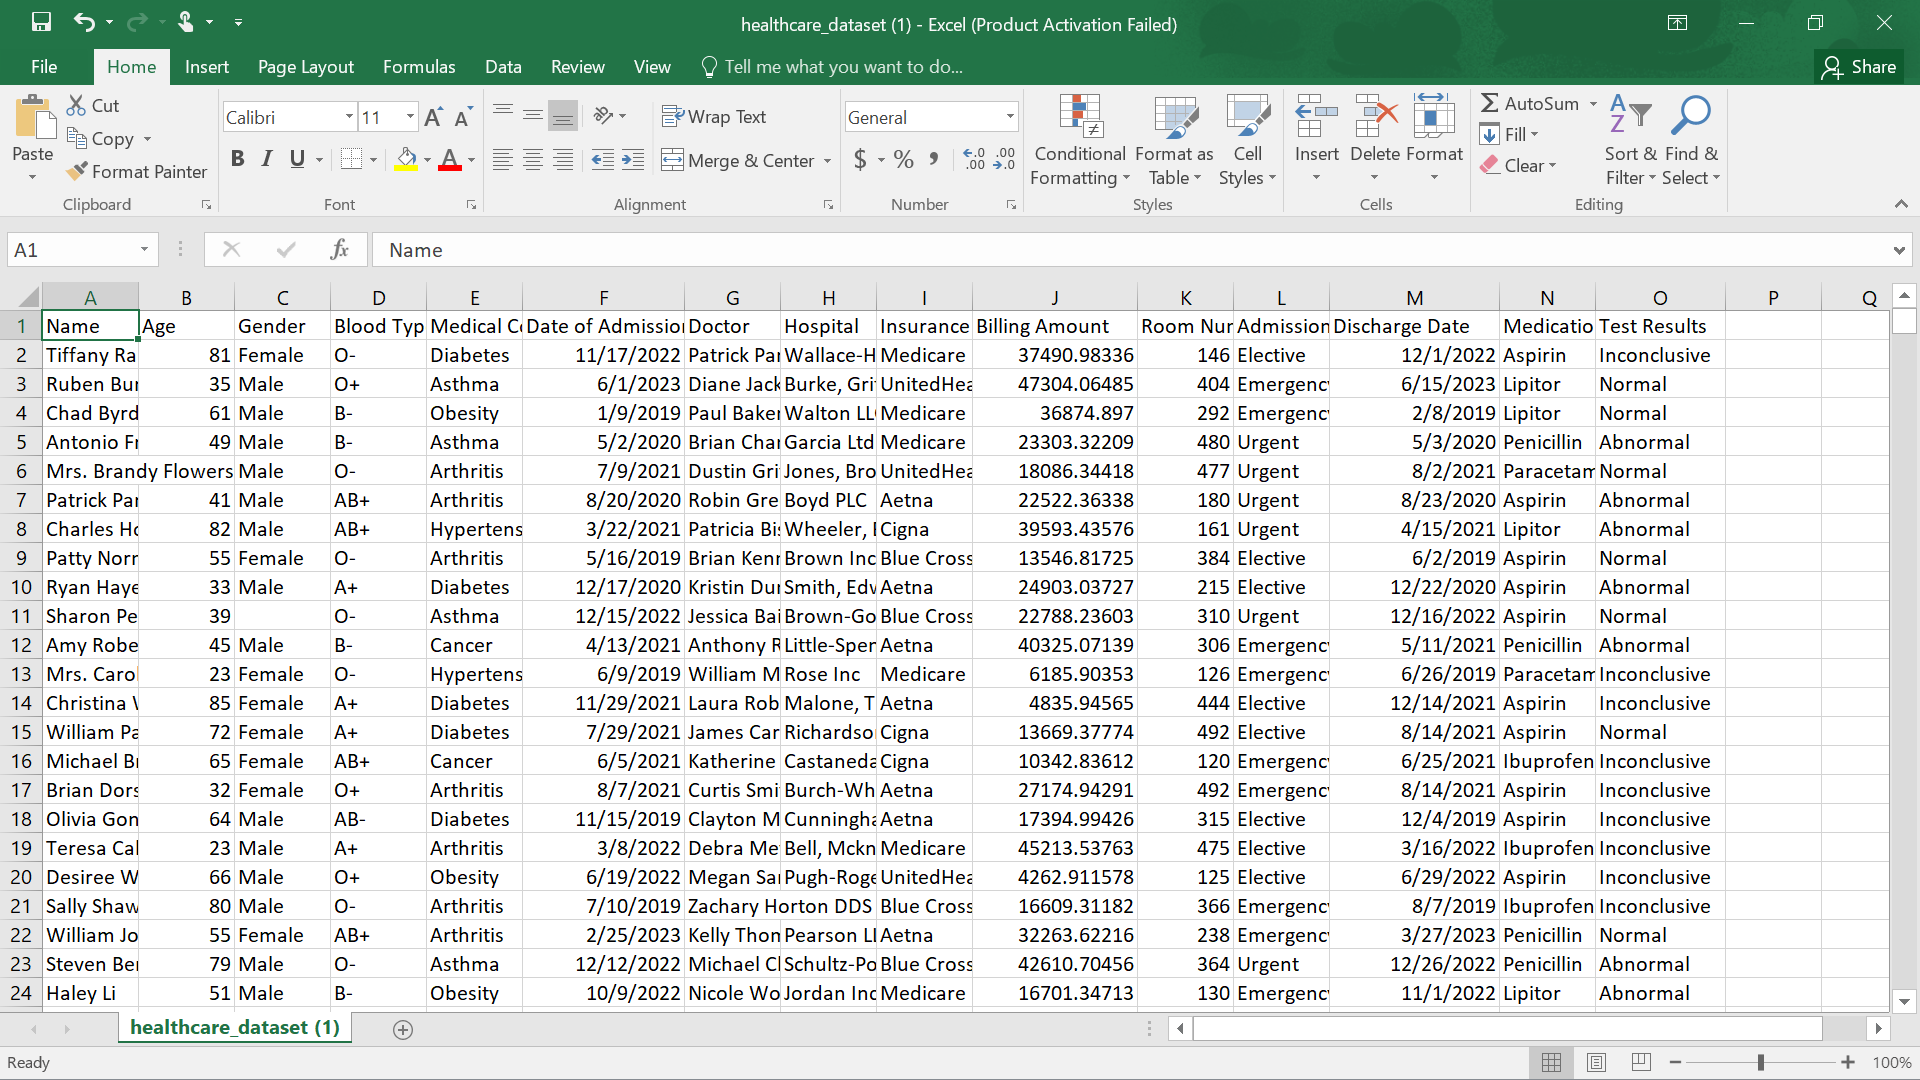 healthcare_dataset (1) - Excel (Product Activation Failed)
File Home Insert Page Layout Formulas Data Review View Tell me what you want to do... Share
Paste Cut Copy Format Painter Clipboard
Calibri 11 B I U A Font
Wrap Text Merge & Center Alignment
General $ % Number
Conditional Formatting Format as Table Cell Styles Styles
Insert Delete Format Cells
AutoSum Fill Clear Sort & Filter Find & Select Editing
A1 fx Name
A B C D E F G H I J K L M N O P Q
1 Name Age Gender Blood Typ Medical Date of Admission Doctor Hospital Insurance Billing Amount Room Admission Discharge Date Medicatio Test Results
2 Tiffany Ra 81 Female O- Diabetes 11/17/2022 Patrick Wallace-H Medicare 37490.98336 146 Elective 12/1/2022 Aspirin Inconclusive
3 Ruben 35 Male O+ Asthma 6/1/2023 Diane Jack Burke, Gri UnitedHea 47304.06485 404 Emergenc 6/15/2023 Lipitor Normal
4 Chad Byrd 61 Male B- Obesity 1/9/2019 Paul Baker Walton Medicare 36874.897 292 Emergenc 2/8/2019 Lipitor Normal
5 Antonio 49 Male B- Asthma 5/2/2020 Brian Garcia Ltd Medicare 23303.32209 480 Urgent 5/3/2020 Penicillin Abnormal
6 Mrs. Brandy Flowers Male O- Arthritis 7/9/2021 Dustin Gri Jones, Bro UnitedHea 18086.34418 477 Urgent 8/2/2021 Paracetam Normal
7 Patrick 41 Male AB+ Arthritis 8/20/2020 Robin Gre Boyd PLC Aetna 22522.36338 180 Urgent 8/23/2020 Aspirin Abnormal
8 Charles 82 Male AB+ Hypertens 3/22/2021 Patricia Wheeler, Cigna 39593.43576 161 Urgent 4/15/2021 Lipitor Abnormal
9 Patty 55 Female O- Arthritis 5/16/2019 Brian Brown Inc Blue Cross 13546.81725 384 Elective 6/2/2019 Aspirin Normal
10 Ryan Haye 33 Male A+ Diabetes 12/17/2020 Kristin Smith, Aetna 24903.03727 215 Elective 12/22/2020 Aspirin Abnormal
11 Sharon Pe 39 O- Asthma 12/15/2022 Jessica Bai Brown-Go Blue Cross 22788.23603 310 Urgent 12/16/2022 Aspirin Normal
12 Amy Robe 45 Male B- Cancer 4/13/2021 Anthony Little-Aetna 40325.07139 306 Emergenc 5/11/2021 Penicillin Abnormal
13 Mrs. Caro 23 Female O- Hypertens 6/9/2019 William M Rose Inc Medicare 6185.90353 126 Emergenc 6/26/2019 Paracetam Inconclusive
14 Christina 85 Female A+ Diabetes 11/29/2021 Laura Rob Malone, T Aetna 4835.94565 444 Elective 12/14/2021 Aspirin Inconclusive
15 William Pa 72 Female A+ Diabetes 7/29/2021 James Car Richardso Cigna 13669.37774 492 Elective 8/14/2021 Aspirin Normal
16 Michael 65 Female AB+ Cancer 6/5/2021 Katherine Castaneda Cigna 10342.83612 120 Emergenc 6/25/2021 Ibuprofen Inconclusive
17 Brian Dors 32 Female O+ Arthritis 8/7/2021 Curtis Smi Burch-Wh Aetna 27174.94291 492 Emergenc 8/14/2021 Aspirin Inconclusive
18 Olivia Gon 64 Male AB- Diabetes 11/15/2019 Clayton M Cunningha Aetna 17394.99426 315 Elective 12/4/2019 Aspirin Inconclusive
19 Teresa Cal 23 Male A+ Arthritis 3/8/2022 Debra Me Bell, Mckn Medicare 45213.53763 475 Elective 3/16/2022 Ibuprofen Inconclusive
20 Desiree W 66 Male O+ Obesity 6/19/2022 Megan Pugh-Roge UnitedHea 4262.911578 125 Elective 6/29/2022 Aspirin Inconclusive
21 Sally Shaw 80 Male O- Arthritis 7/10/2019 Zachary Horton DDS Blue Cross 16609.31182 366 Emergenc 8/7/2019 Ibuprofen Inconclusive
22 William Jo 55 Female AB+ Arthritis 2/25/2023 Kelly Pearson Aetna 32263.62216 238 Emergenc 3/27/2023 Penicillin Normal
23 Steven Be 79 Male O- Asthma 12/12/2022 Michael Schultz-Po Blue Cross 42610.70456 364 Urgent 12/26/2022 Penicillin Abnormal
24 Haley Li 51 Male B- Obesity 10/9/2022 Nicole Wo Jordan Inc Medicare 16701.34713 130 Emergenc 11/1/2022 Lipitor Abnormal
healthcare_dataset (1)
Ready 100%